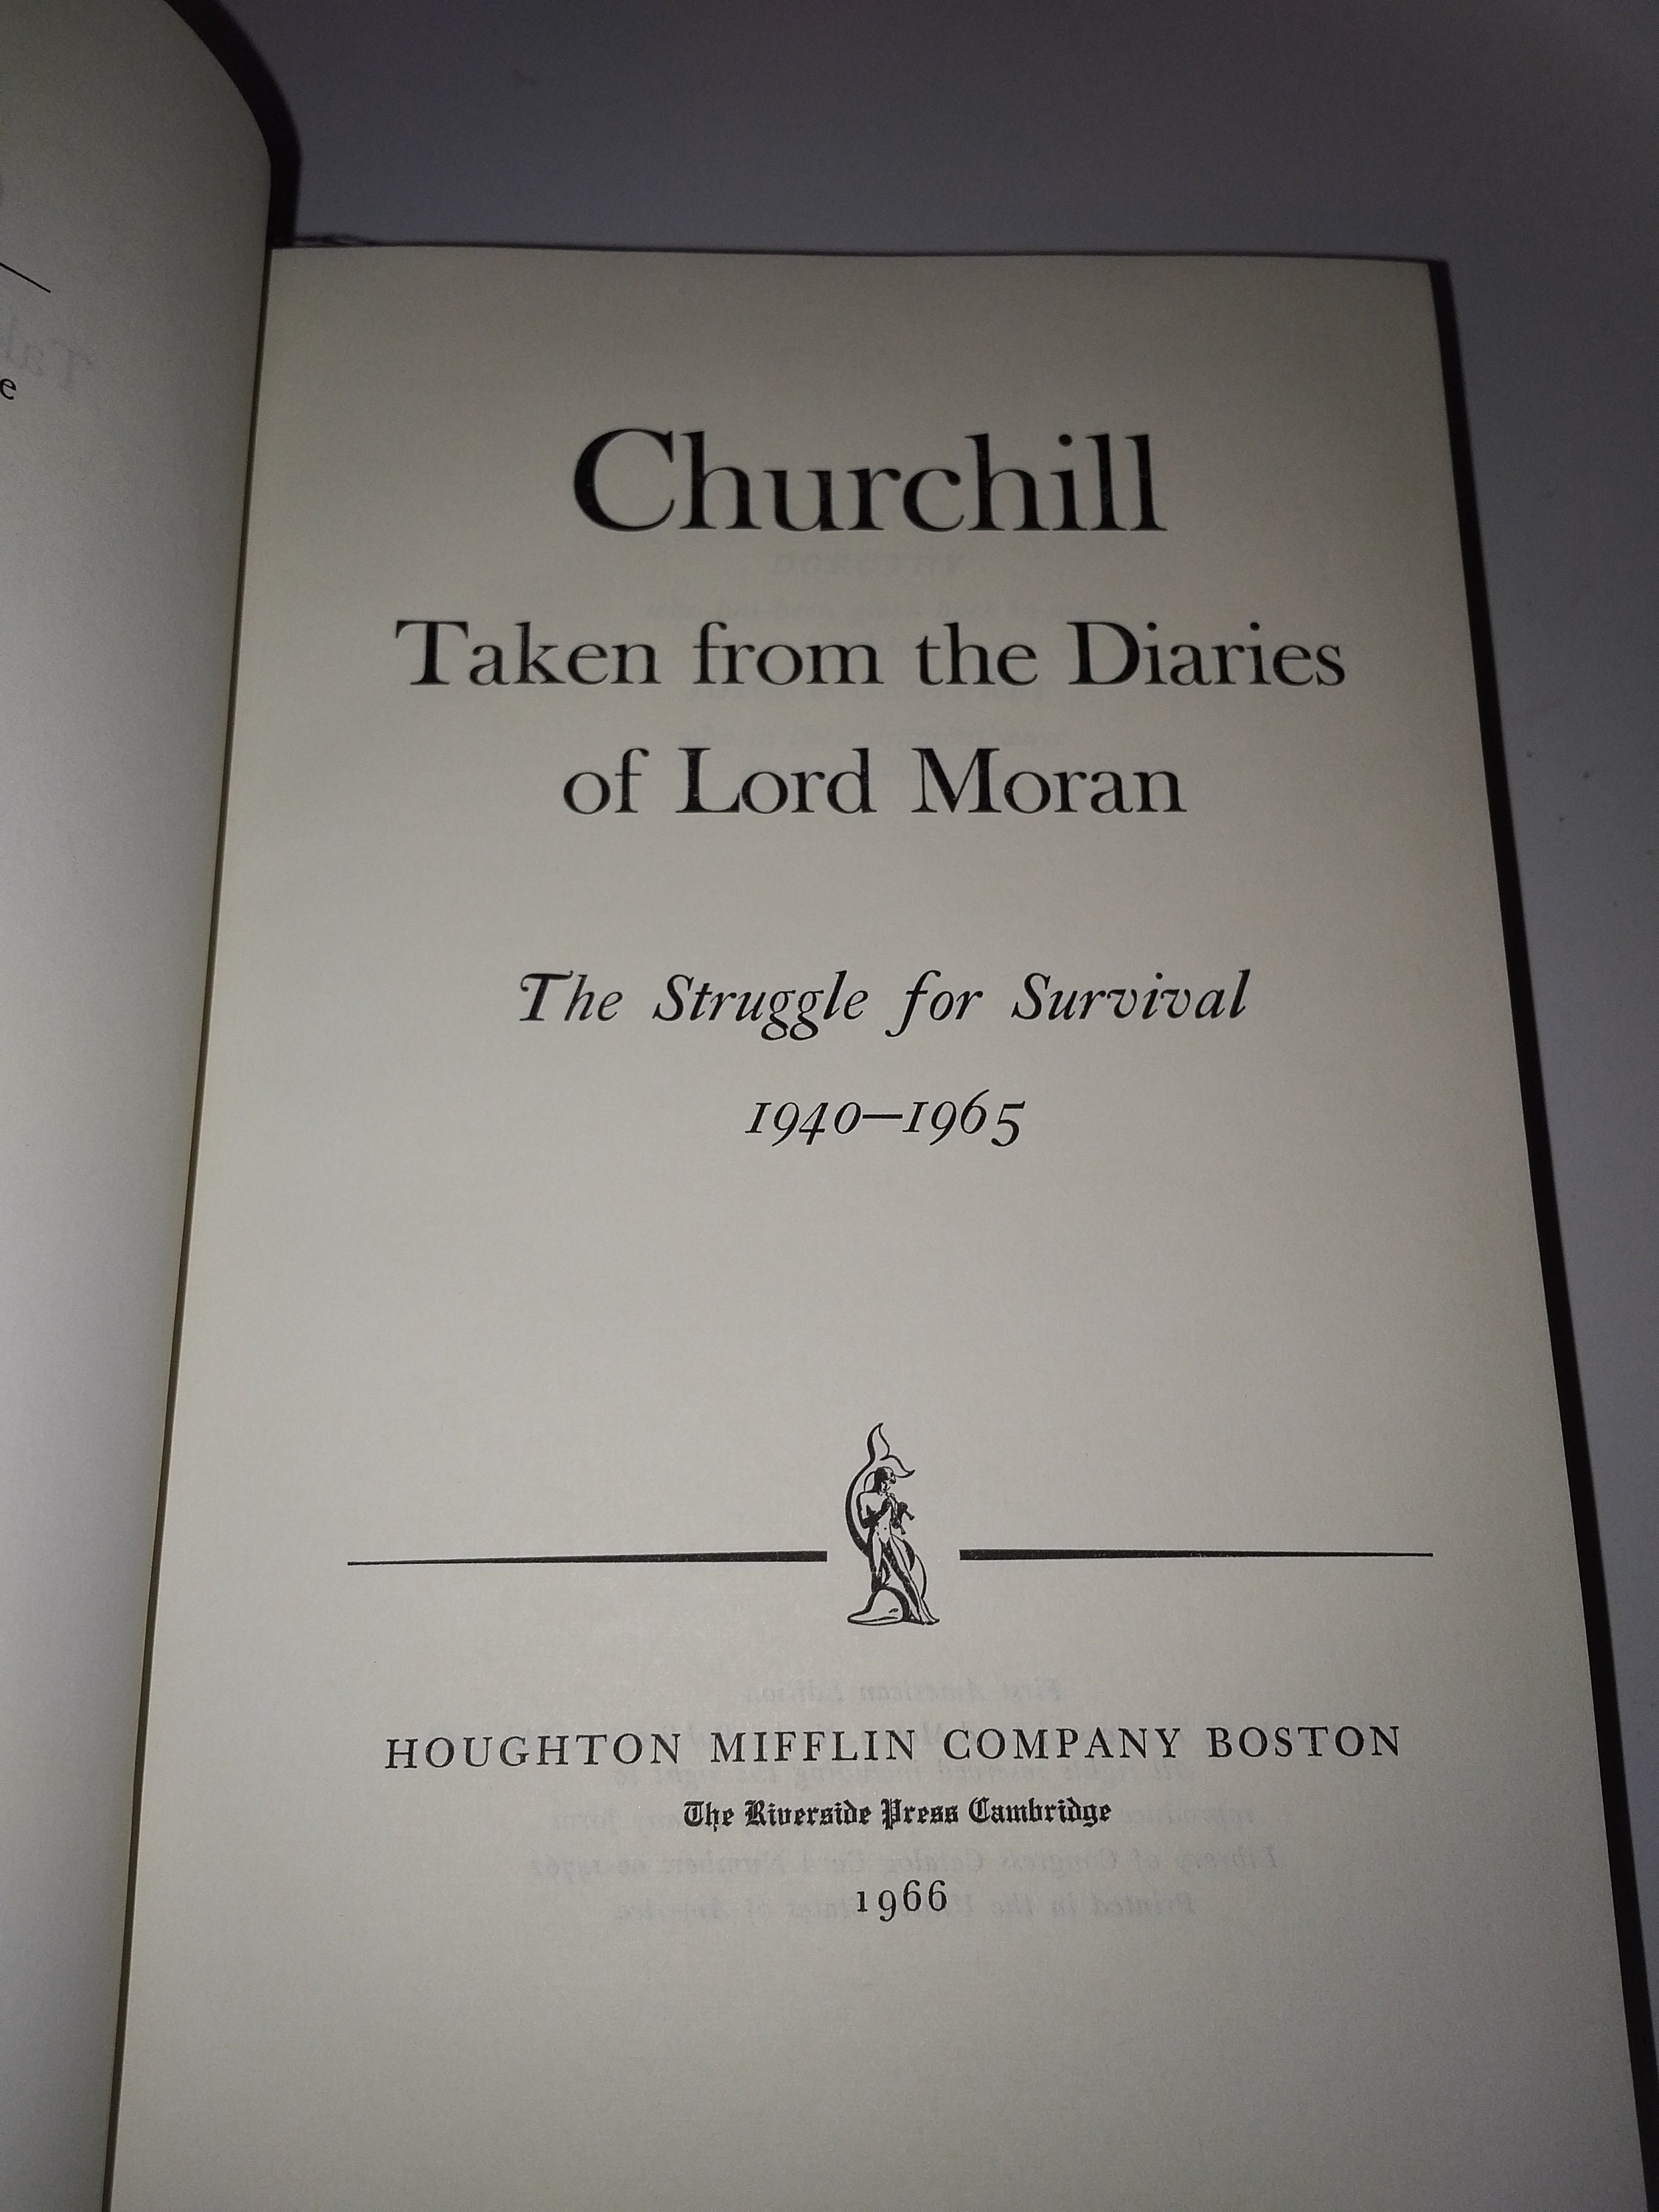 Churchill
Taken from the Diaries
of Lord Moran
The Struggle for Survival
1940–1965
HOUGHTON MIFFLIN COMPANY BOSTON
The Riverside Press Cambridge
1966